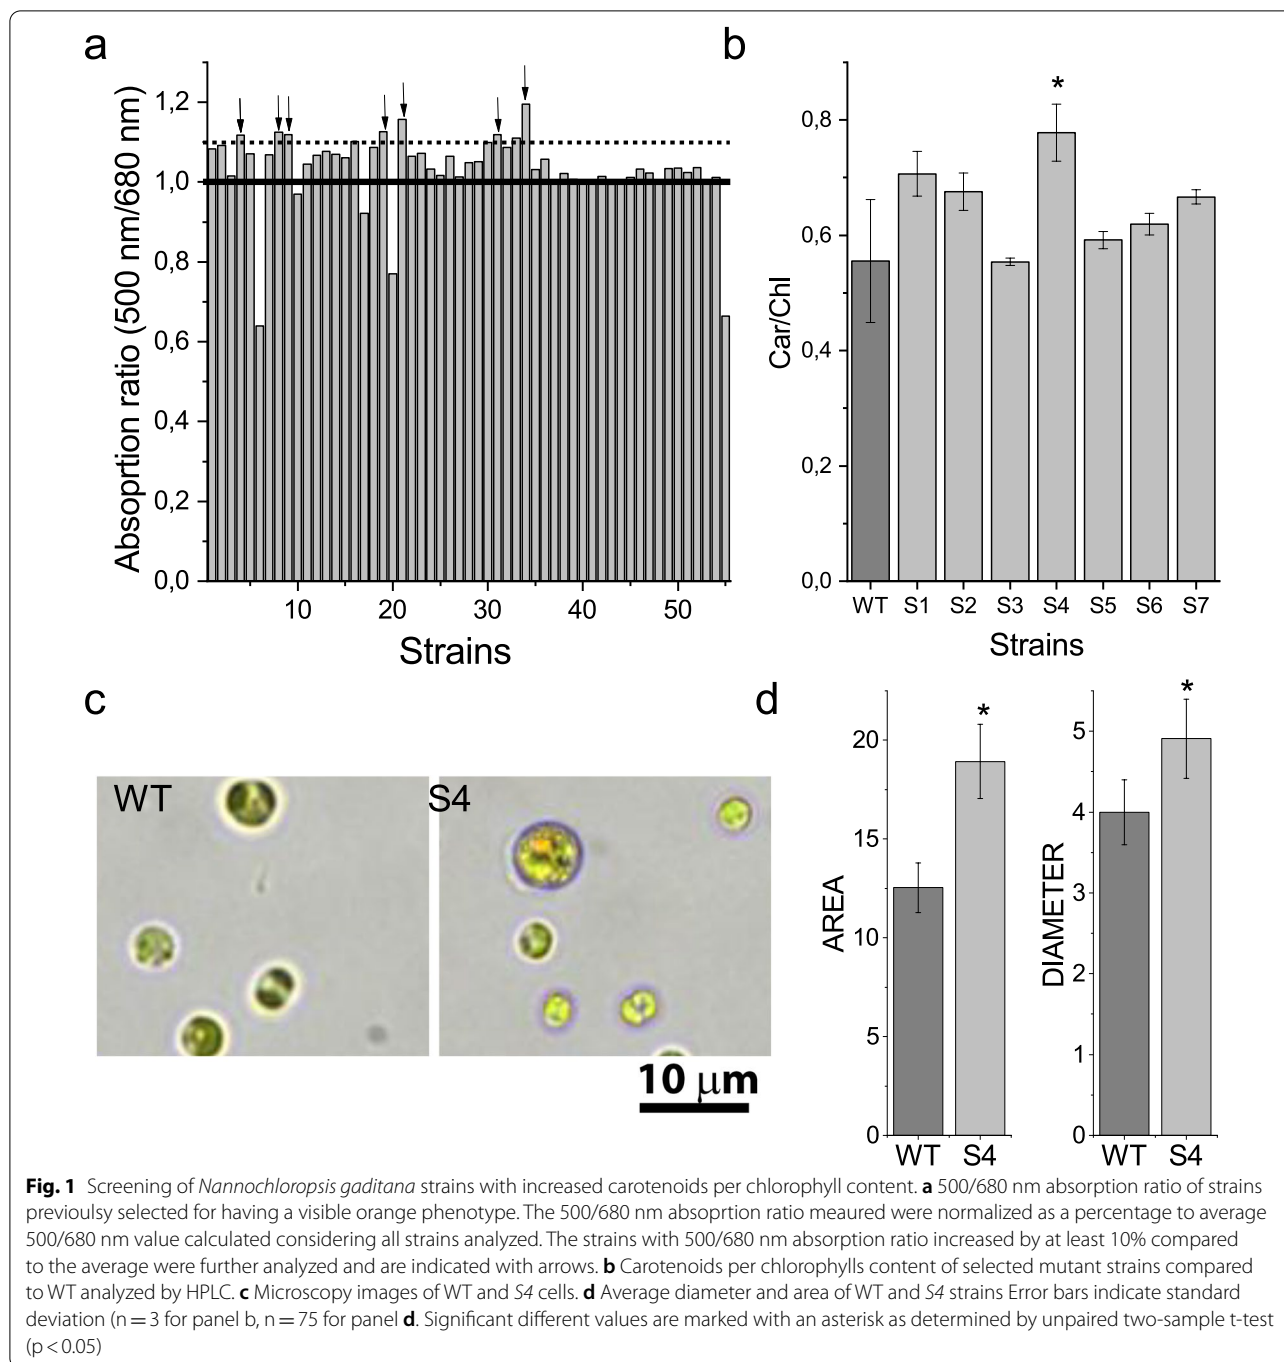 a
b
1,2
1,0
0,8
0,6
0,4
0,2
0,0
Absoprtion ratio (500 nm/680 nm)
10 20 30 40 50
Strains
*
0,8
0,6
0,4
0,2
0,0
Car/Chl
WT S1 S2 S3 S4 S5 S6 S7
Strains
c
WT
S4
10 μm
d
*
20
15
10
5
0
AREA
WT S4
*
5
4
3
2
1
0
DIAMETER
WT S4
Fig. 1 Screening of Nannochloropsis gaditana strains with increased carotenoids per chlorophyll content. a 500/680 nm absorption ratio of strains
previoulsy selected for having a visible orange phenotype. The 500/680 nm absoprtion ratio meaured were normalized as a percentage to average
500/680 nm value calculated considering all strains analyzed. The strains with 500/680 nm absorption ratio increased by at least 10% compared
to the average were further analyzed and are indicated with arrows. b Carotenoids per chlorophylls content of selected mutant strains compared
to WT analyzed by HPLC. c Microscopy images of WT and S4 cells. d Average diameter and area of WT and S4 strains Error bars indicate standard
deviation (n = 3 for panel b, n = 75 for panel d. Significant different values are marked with an asterisk as determined by unpaired two-sample t-test
(p < 0.05)